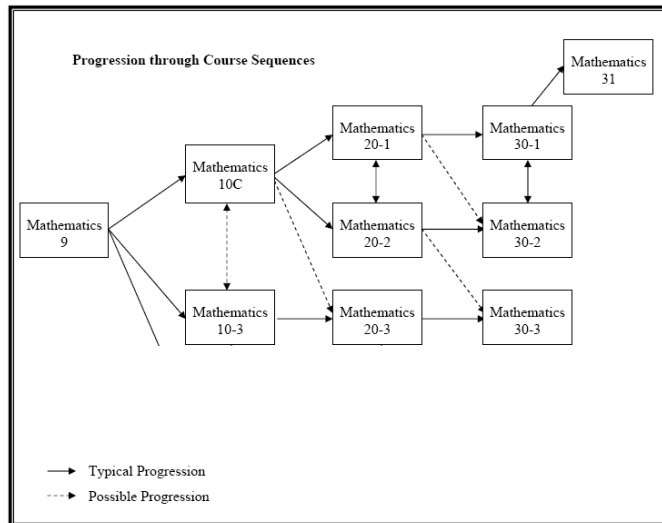 Progression through Course Sequences
Mathematics
31
Mathematics
20-1
Mathematics
30-1
Mathematics
10C
Mathematics
9
Mathematics
20-2
Mathematics
30-2
Mathematics
10-3
Mathematics
20-3
Mathematics
30-3
Typical Progression
Possible Progression